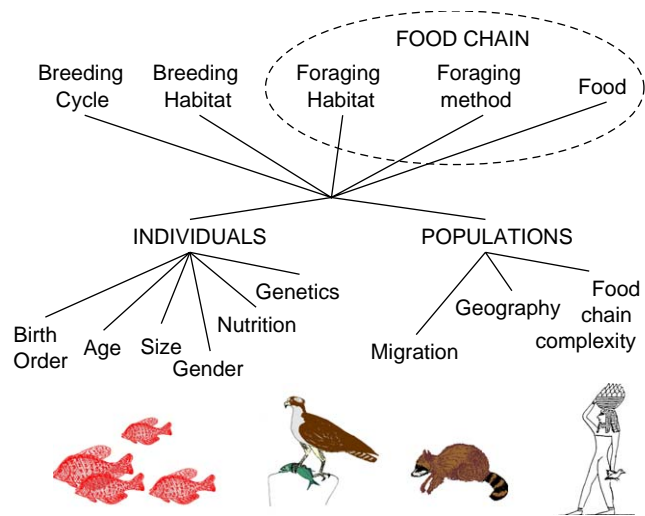 FOOD CHAIN
Breeding
Cycle
Breeding
Habitat
Foraging
Habitat
Foraging
method
Food
INDIVIDUALS
POPULATIONS
Birth
Order
Age
Size
Gender
Nutrition
Genetics
Migration
Geography
Food
chain
complexity